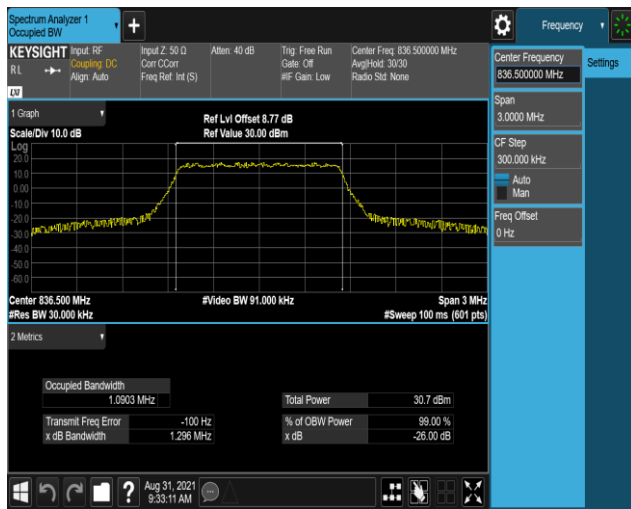 Spectrum Analyzer 1
Occupied BW
+
Frequency
KEYSIGHT
Input: RF
Input Z: 50 Ω
Atten: 40 dB
Trig: Free Run
Center Freq: 836.500000 MHz
RL
Coupling: DC
Corr CCorr
Gate: Off
Avg|Hold: 30/30
Align: Auto
Freq Ref: Int (S)
#IF Gain: Low
Radio Std: None
LXI
Center Frequency
836.500000 MHz
Settings
Span
3.0000 MHz
CF Step
300.000 kHz
Auto
Man
Freq Offset
0 Hz
1 Graph
Ref Lvl Offset 8.77 dB
Scale/Div 10.0 dB
Ref Value 30.00 dBm
Log
20.0
10.0
0.00
-10.0
-20.0
-30.0
-40.0
-50.0
-60.0
Center 836.500 MHz
#Video BW 91.000 kHz
Span 3 MHz
#Res BW 30.000 kHz
#Sweep 100 ms (601 pts)
2 Metrics
Occupied Bandwidth
1.0903 MHz
Total Power
30.7 dBm
Transmit Freq Error
-100 Hz
% of OBW Power
99.00 %
x dB Bandwidth
1.296 MHz
x dB
-26.00 dB
?
Aug 31, 2021
9:33:11 AM